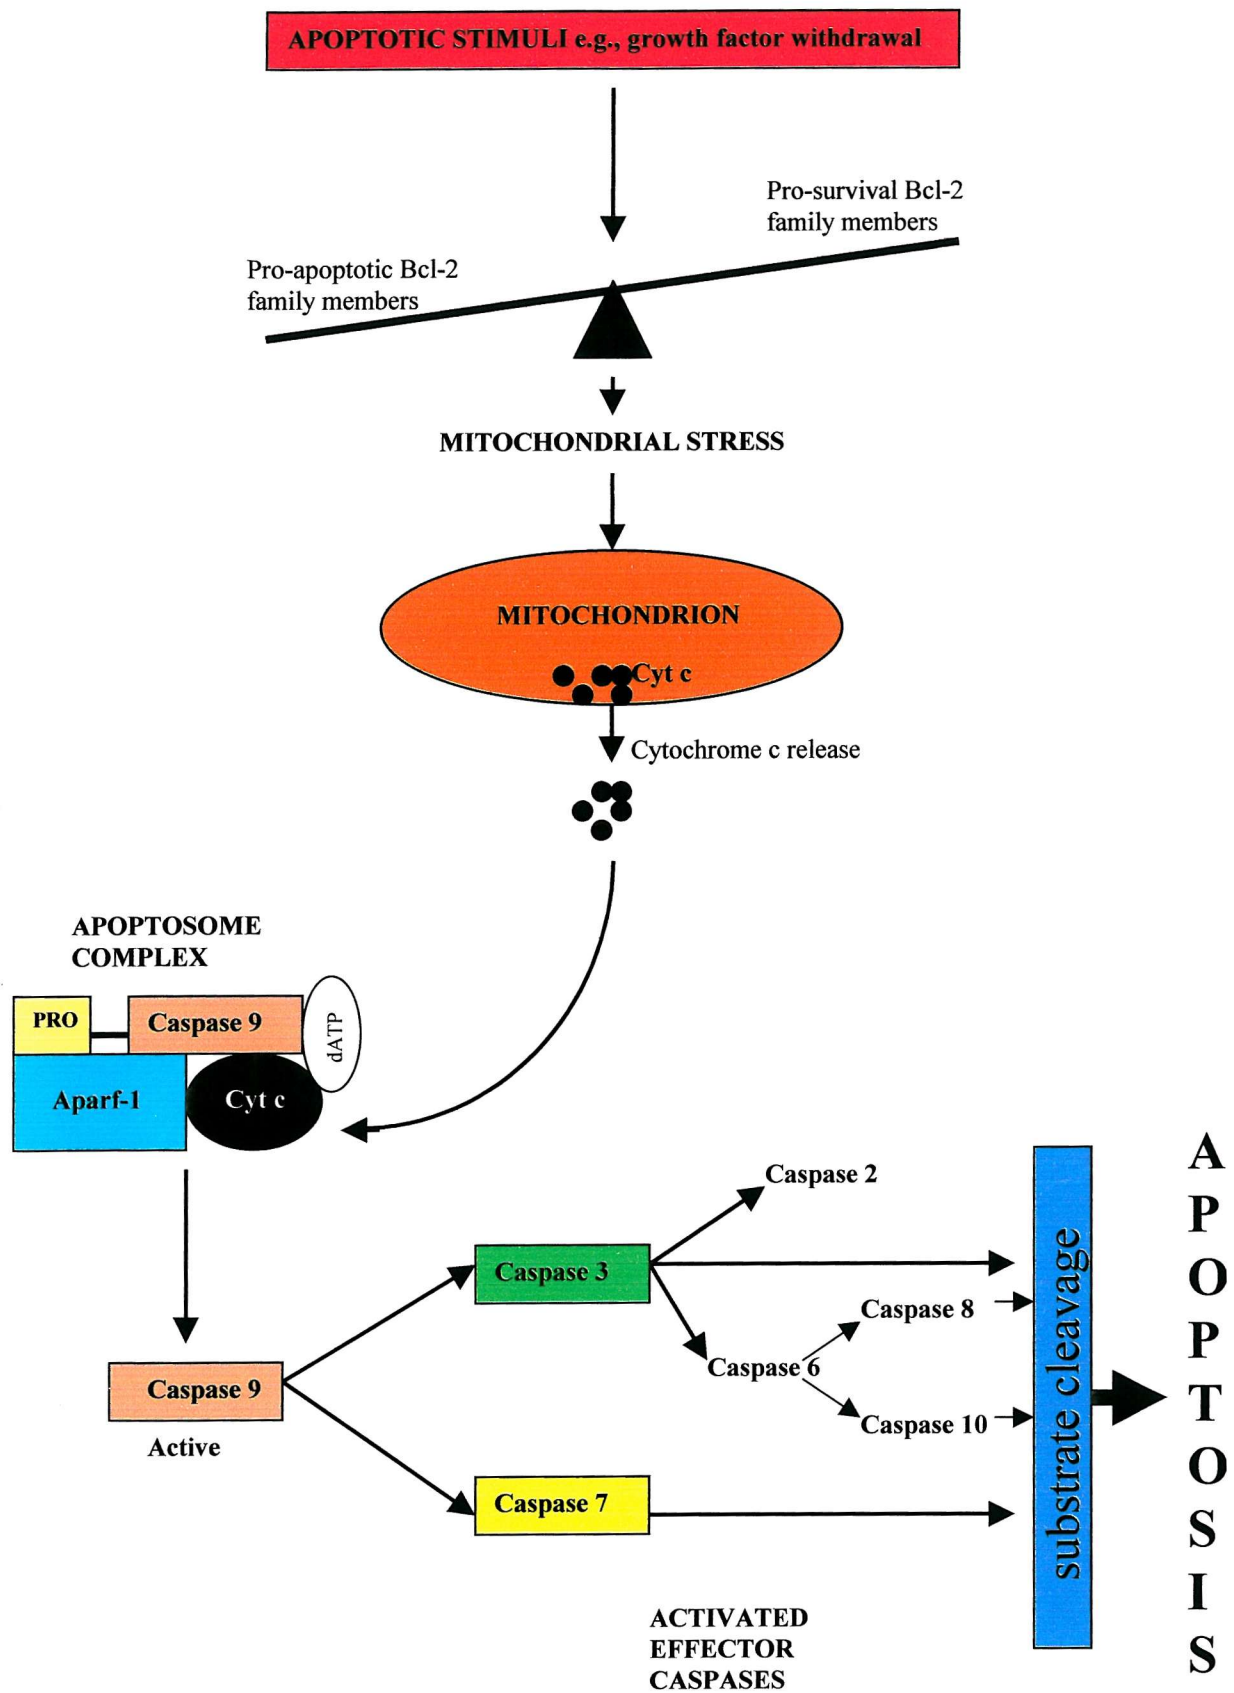 APOPTOTIC STIMULI e.g., growth factor withdrawal
Pro-survival Bcl-2
family members
Pro-apoptotic Bcl-2
family members
MITOCHONDRIAL STRESS
MITOCHONDRION
Cyt c
Cytochrome c release
APOPTOSOME
COMPLEX
PRO
Caspase 9
dATP
Aparf-1
Cyt c
Caspase 2
Caspase 3
Caspase 8
Caspase 6
Caspase 9
Caspase 10
Active
Caspase 7
substrate cleavage
APOPTOSIS
ACTIVATED
EFFECTOR
CASPASES